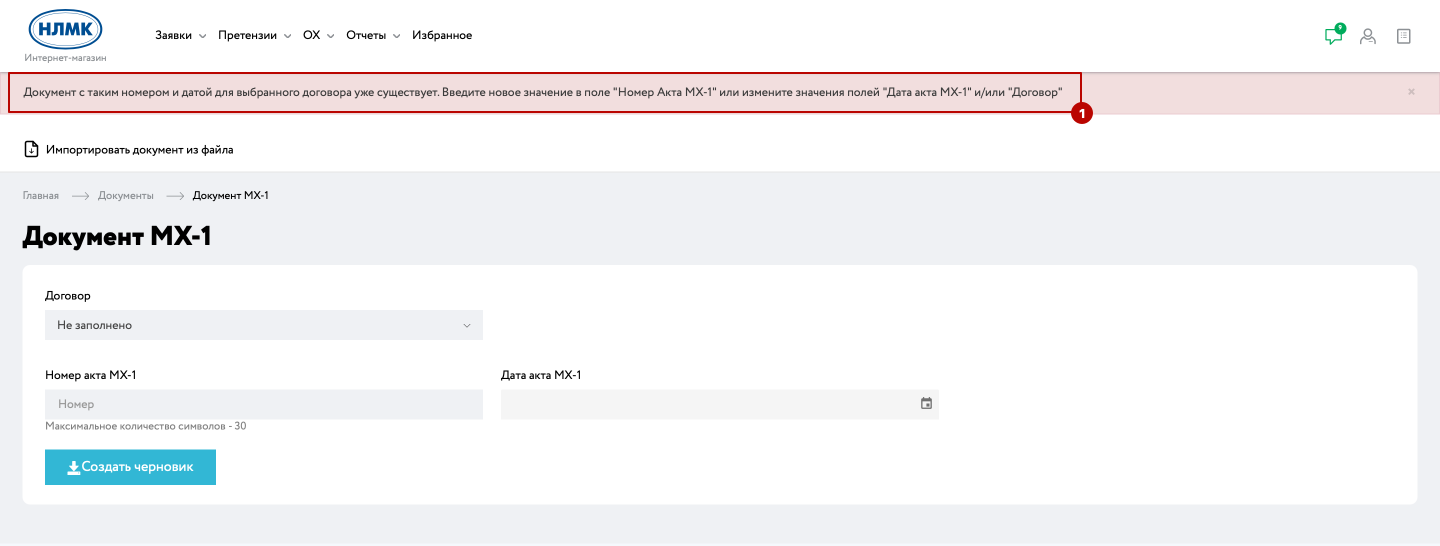 НЛМК
Интернет-магазин
Заявки Претензии ОХ Отчеты Избранное
9
Документ с таким номером и датой для выбранного договора уже существует. Введите новое значение в поле "Номер Акта МХ-1" или измените значения полей "Дата акта МХ-1" и/или "Договор"
×
1
Импортировать документ из файла
Главная Документы Документ МХ-1
Документ МХ-1
Договор
Не заполнено
Номер акта МХ-1 Дата акта МХ-1
Номер
Максимальное количество символов - 30
Создать черновик